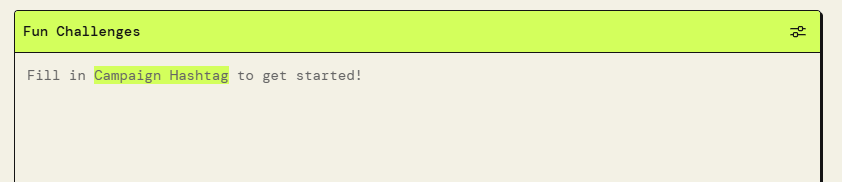 Fun Challenges
Fill in Campaign Hashtag to get started!